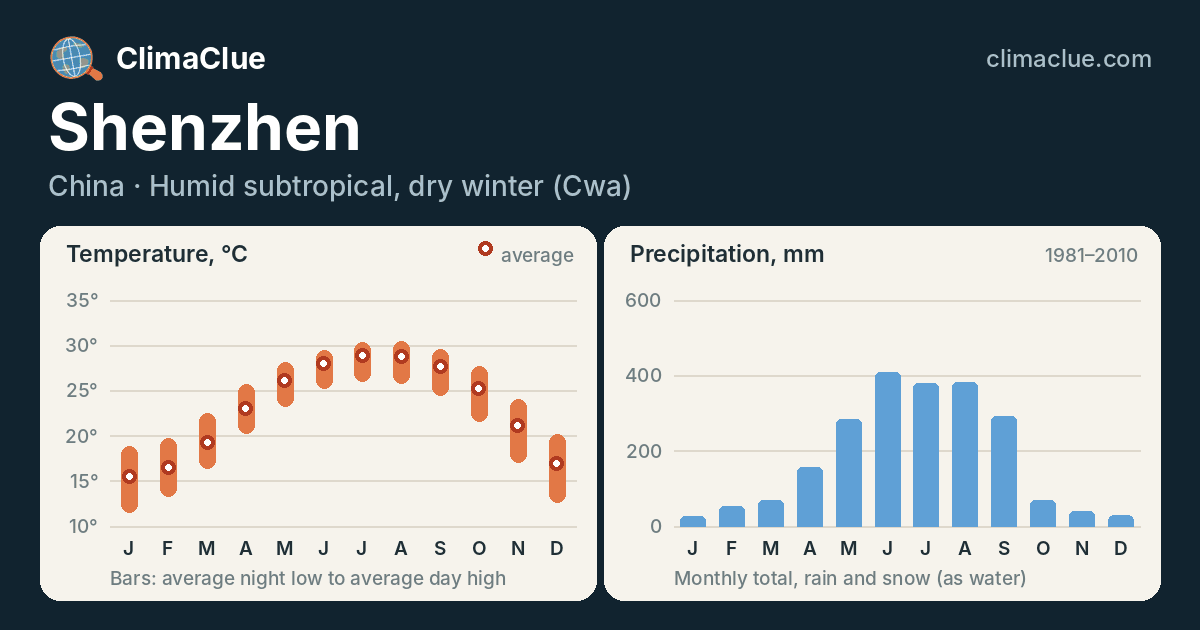 ClimaClue
climaclue.com
Shenzhen
China · Humid subtropical, dry winter (Cwa)
Temperature, °C
average
35°
30°
25°
20°
15°
10°
J F M A M J J A S O N D
Bars: average night low to average day high
Precipitation, mm
1981–2010
600
400
200
0
J F M A M J J A S O N D
Monthly total, rain and snow (as water)